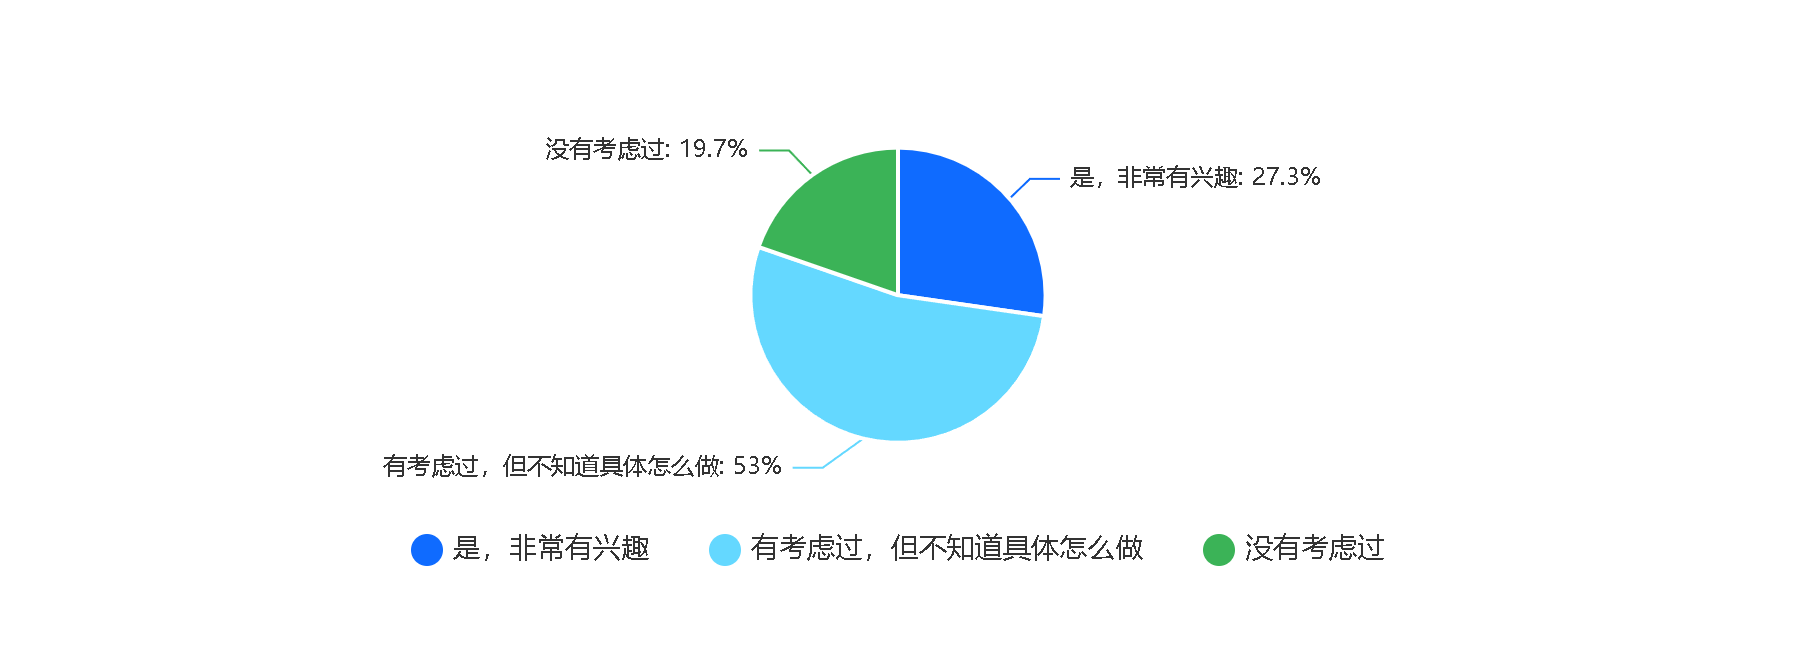 没有考虑过: 19.7%
是，非常有兴趣: 27.3%
有考虑过，但不知道具体怎么做: 53%
是，非常有兴趣
有考虑过，但不知道具体怎么做
没有考虑过